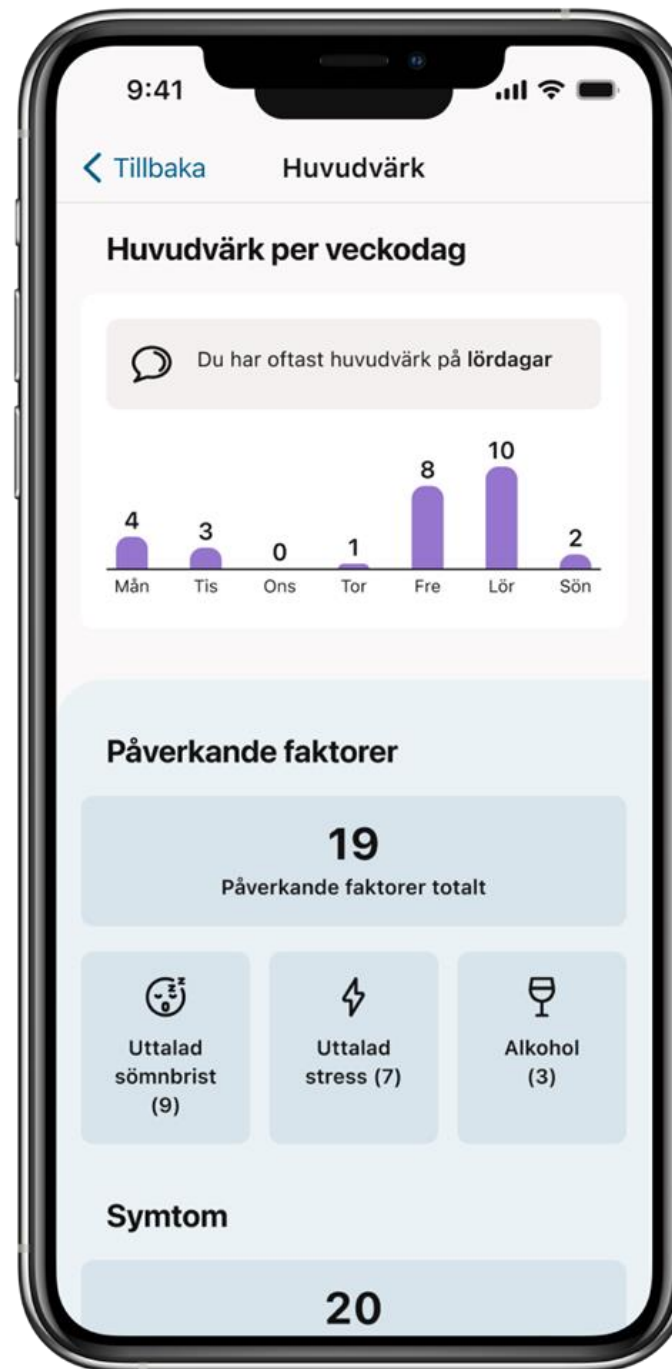 9:41
Tillbaka
Huvudvärk
Huvudvärk per veckodag
Du har oftast huvudvärk på lördagar
4
3
0
1
8
10
2
Mån
Tis
Ons
Tor
Fre
Lör
Sön
Påverkande faktorer
19
Påverkande faktorer totalt
Uttalad
sömnbrist
(9)
Uttalad
stress (7)
Alkohol
(3)
Symtom
20